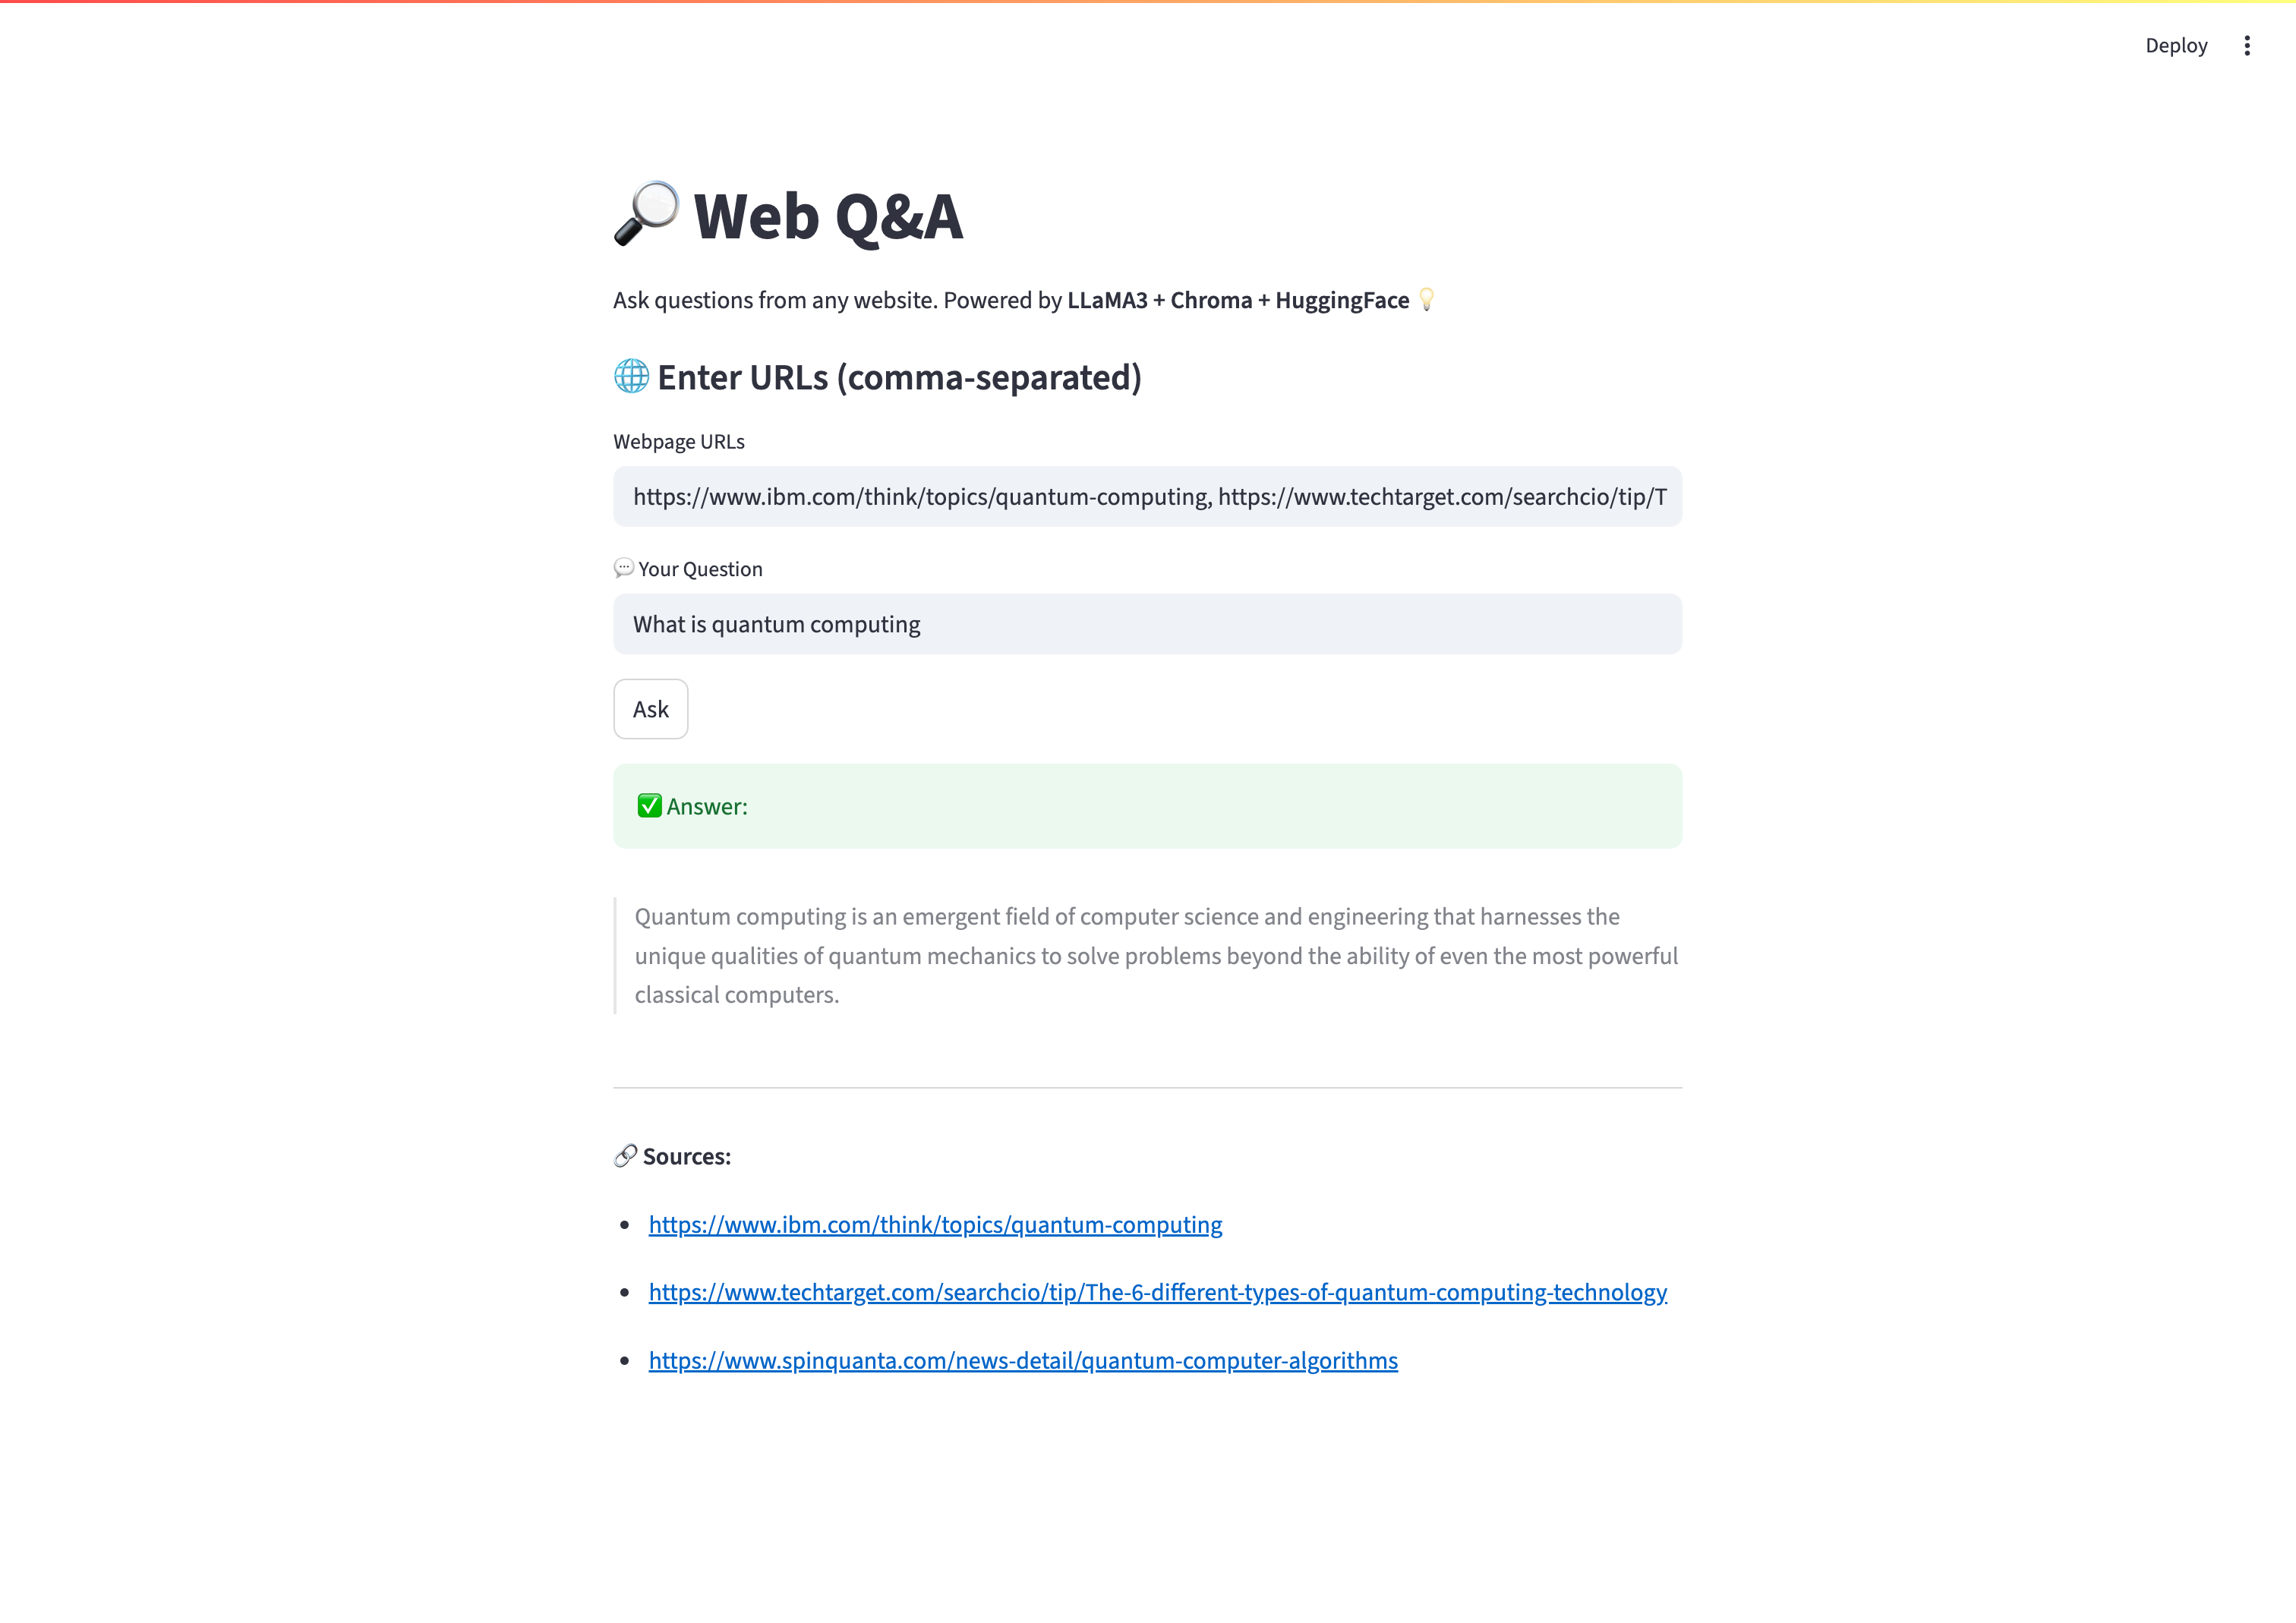 Deploy
🔎 Web Q&A
Ask questions from any website. Powered by LLaMA3 + Chroma + HuggingFace 💡
🌐 Enter URLs (comma-separated)
Webpage URLs
https://www.ibm.com/think/topics/quantum-computing, https://www.techtarget.com/searchcio/tip/T
💬 Your Question
What is quantum computing
Ask
✅ Answer:
Quantum computing is an emergent field of computer science and engineering that harnesses the
unique qualities of quantum mechanics to solve problems beyond the ability of even the most powerful
classical computers.
🔗 Sources:
https://www.ibm.com/think/topics/quantum-computing
https://www.techtarget.com/searchcio/tip/The-6-different-types-of-quantum-computing-technology
https://www.spinquanta.com/news-detail/quantum-computer-algorithms